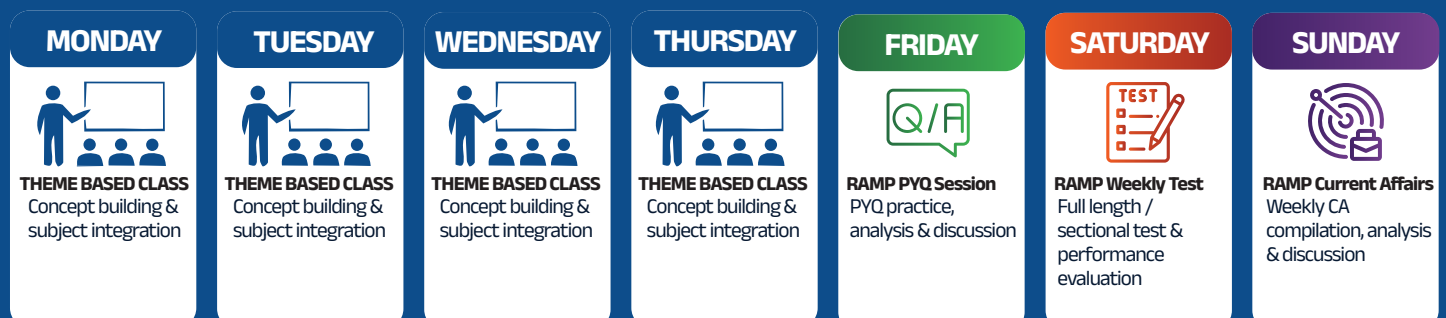 MONDAY
THEME BASED CLASS
Concept building &
subject integration
TUESDAY
THEME BASED CLASS
Concept building &
subject integration
WEDNESDAY
THEME BASED CLASS
Concept building &
subject integration
THURSDAY
THEME BASED CLASS
Concept building &
subject integration
FRIDAY
Q/A
RAMP PYQ Session
PYQ practice,
analysis & discussion
SATURDAY
TEST
RAMP Weekly Test
Full length /
sectional test &
performance
evaluation
SUNDAY
RAMP Current Affairs
Weekly CA
compilation, analysis
& discussion